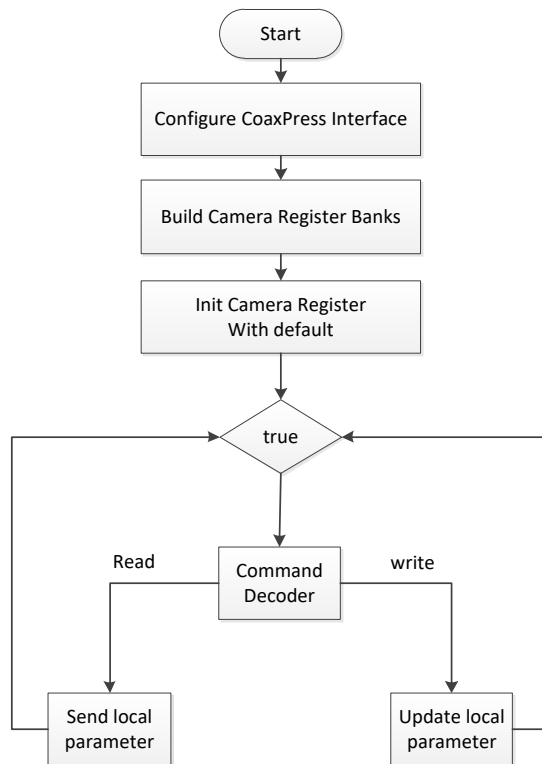 Start
Configure CoaxPress Interface
Build Camera Register Banks
Init Camera Register
With default
true
Read
Command
Decoder
write
Send local
parameter
Update local
parameter